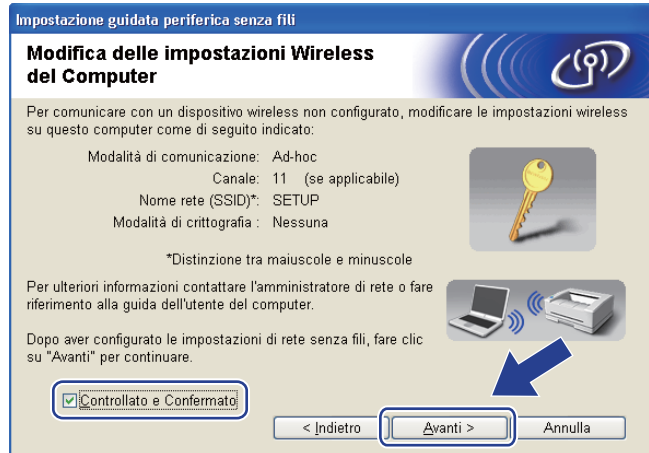 Impostazione guidata periferica senza fili
Modifica delle impostazioni Wireless
del Computer
Per comunicare con un dispositivo wireless non configurato, modificare le impostazioni wireless
su questo computer come di seguito indicato:
Modalità di comunicazione: Ad-hoc
Canale: 11 (se applicabile)
Nome rete (SSID)*: SETUP
Modalità di crittografia : Nessuna
*Distinzione tra maiuscole e minuscole
Per ulteriori informazioni contattare l'amministratore di rete o fare
riferimento alla guida dell'utente del computer.
Dopo aver configurato le impostazioni di rete senza fili, fare clic
su "Avanti" per continuare.
Controllato e Confermato
< Indietro Avanti > Annulla